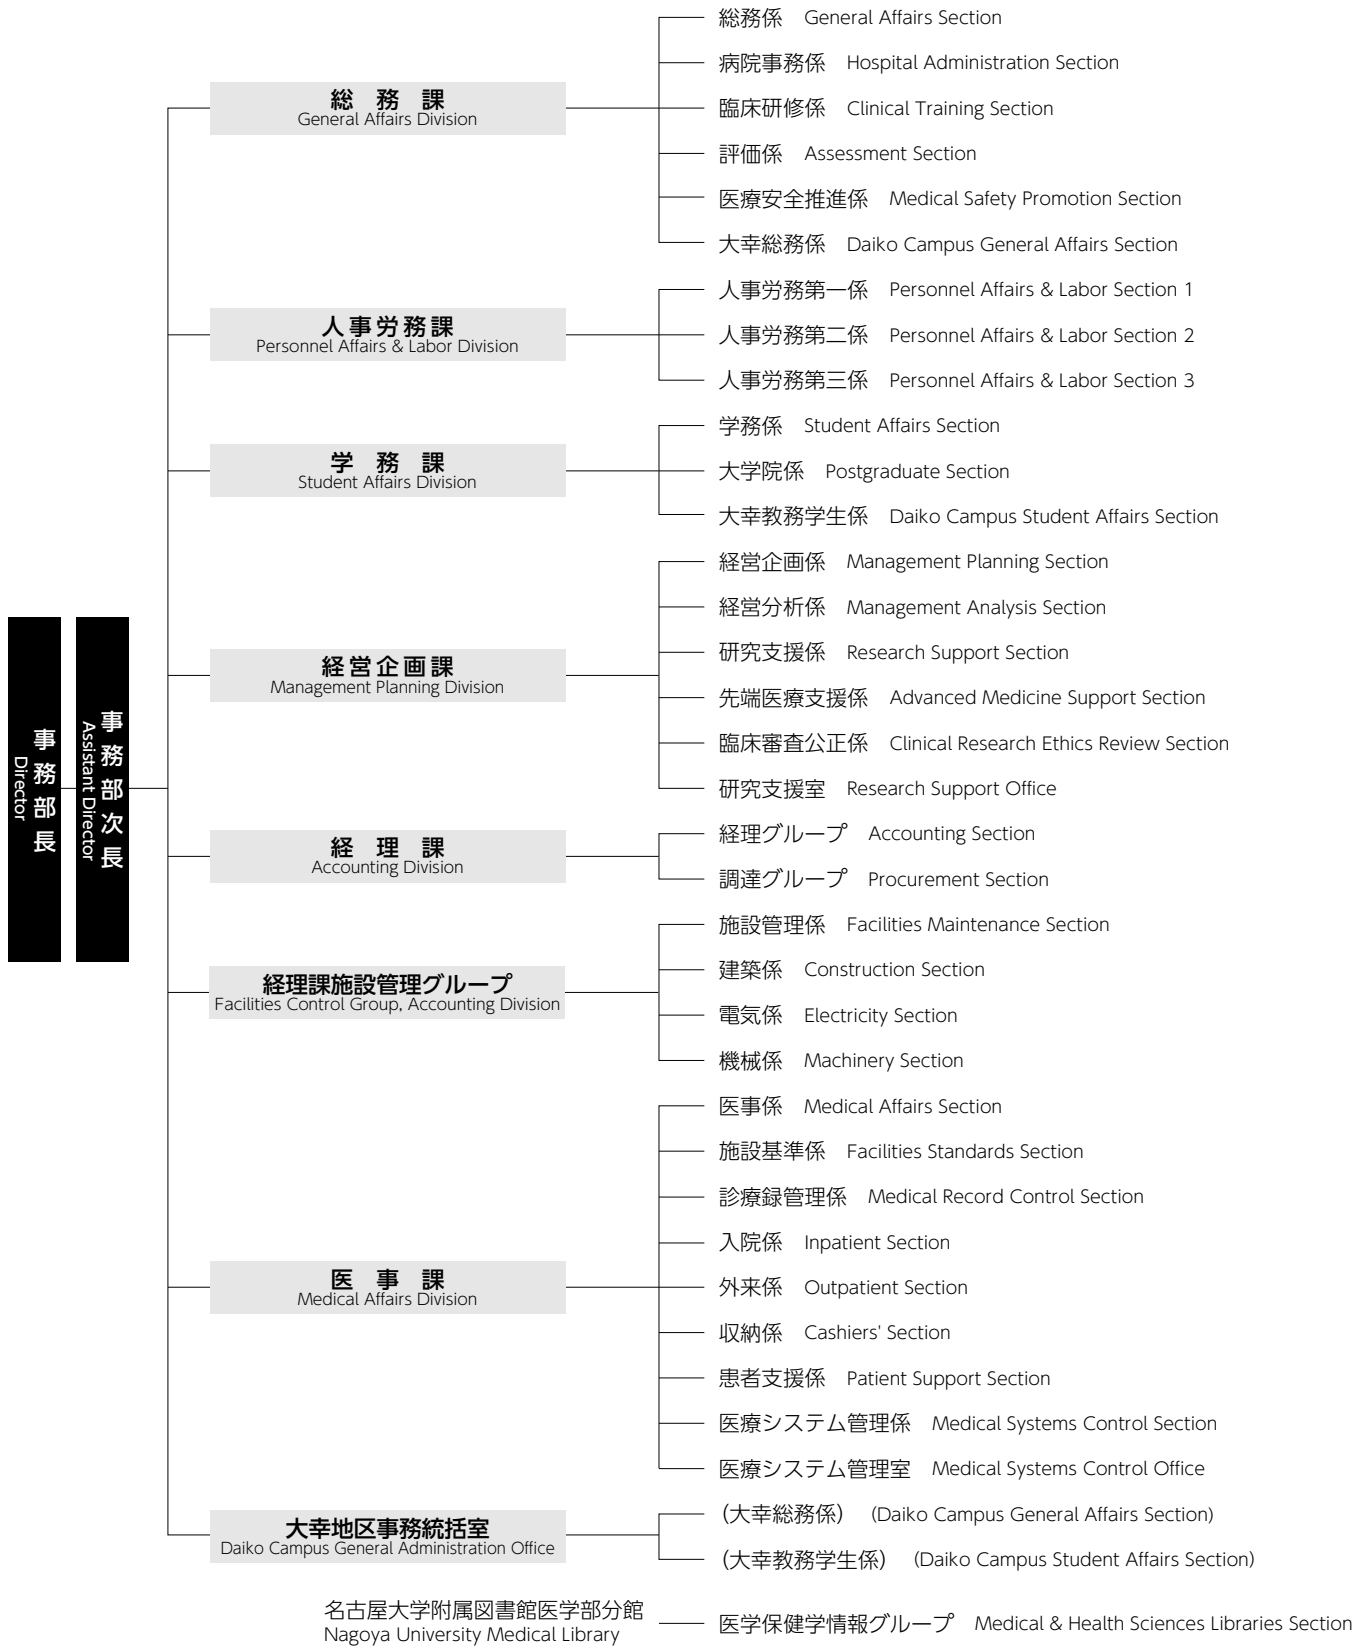 事務部長
Director
事務部次長
Assistant Director
総務課
General Affairs Division
総務係 General Affairs Section
病院事務係 Hospital Administration Section
臨床研修係 Clinical Training Section
評価係 Assessment Section
医療安全推進係 Medical Safety Promotion Section
大幸総務係 Daiko Campus General Affairs Section
人事労務課
Personnel Affairs & Labor Division
人事労務第一係 Personnel Affairs & Labor Section 1
人事労務第二係 Personnel Affairs & Labor Section 2
人事労務第三係 Personnel Affairs & Labor Section 3
学務課
Student Affairs Division
学務係 Student Affairs Section
大学院係 Postgraduate Section
大幸教務学生係 Daiko Campus Student Affairs Section
経営企画課
Management Planning Division
経営企画係 Management Planning Section
経営分析係 Management Analysis Section
研究支援係 Research Support Section
先端医療支援係 Advanced Medicine Support Section
臨床審査公正係 Clinical Research Ethics Review Section
研究支援室 Research Support Office
経理課
Accounting Division
経理グループ Accounting Section
調達グループ Procurement Section
経理課施設管理グループ
Facilities Control Group, Accounting Division
施設管理係 Facilities Maintenance Section
建築係 Construction Section
電気係 Electricity Section
機械係 Machinery Section
医事課
Medical Affairs Division
医事係 Medical Affairs Section
施設基準係 Facilities Standards Section
診療録管理係 Medical Record Control Section
入院係 Inpatient Section
外来係 Outpatient Section
収納係 Cashiers' Section
患者支援係 Patient Support Section
医療システム管理係 Medical Systems Control Section
医療システム管理室 Medical Systems Control Office
大幸地区事務統括室
Daiko Campus General Administration Office
（大幸総務係） (Daiko Campus General Affairs Section)
（大幸教務学生係） (Daiko Campus Student Affairs Section)
名古屋大学附属図書館医学部分館
Nagoya University Medical Library
医学保健学情報グループ Medical & Health Sciences Libraries Section